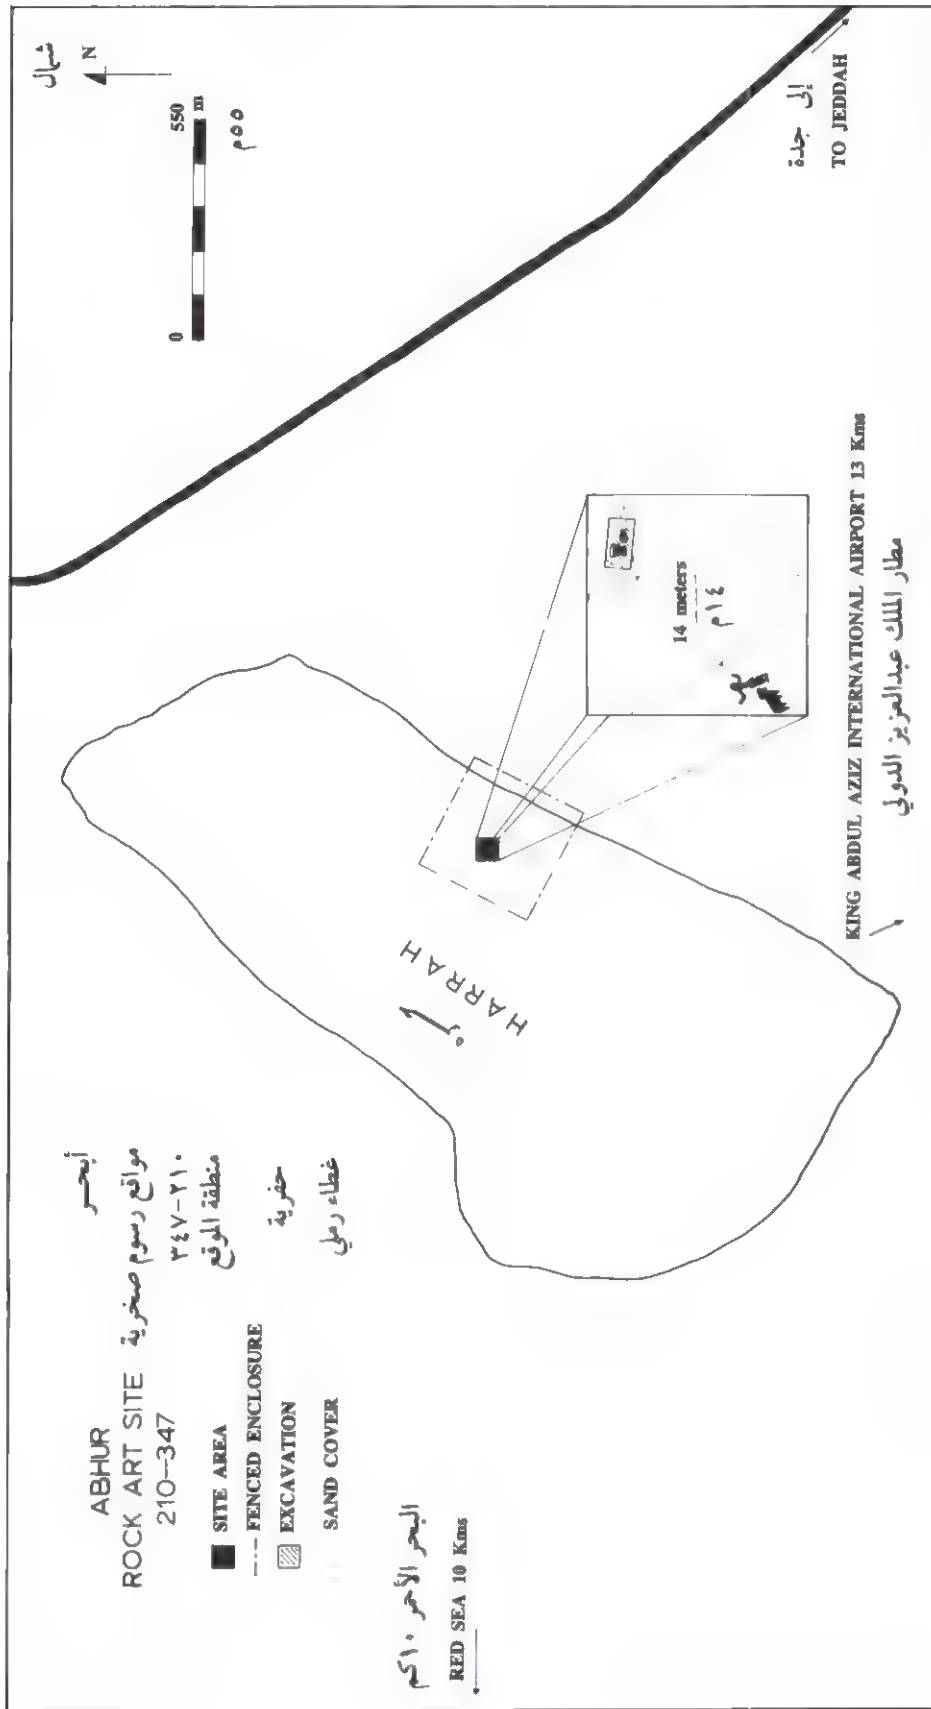 ABHUR
أبحـر
ROCK ART SITE مواقع رسوم صخرية
210–347
٢١٠-٣٤٧
منطقة الموقع
SITE AREA
FENCED ENCLOSURE
EXCAVATION
حفرية
SAND COVER
غطاء رملي
البحر الأحمر ١٠كم
RED SEA 10 Kms
HARRAH
حره
14 meters
١٤م
KING ABDUL AZIZ INTERNATIONAL AIRPORT 13 Kms
مطار الملك عبدالعزيز الدولي
شمال
N
0
550
m
٥٥٠م
إلى جدة
TO JEDDAH